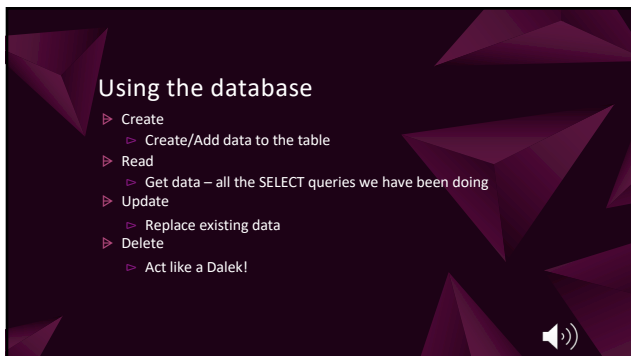 Using the database
Create
Create/Add data to the table
Read
Get data – all the SELECT queries we have been doing
Update
Replace existing data
Delete
Act like a Dalek!